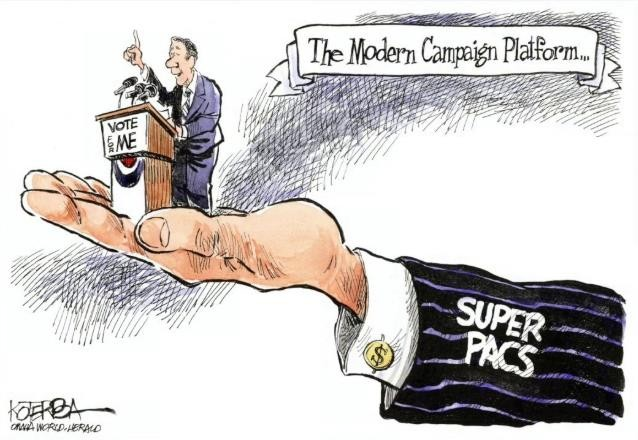 The Modern Campaign Platform...
VOTE
FOR ME
$
SUPER
PACS
KOTERBA
OMAHA WORLD-HERALD